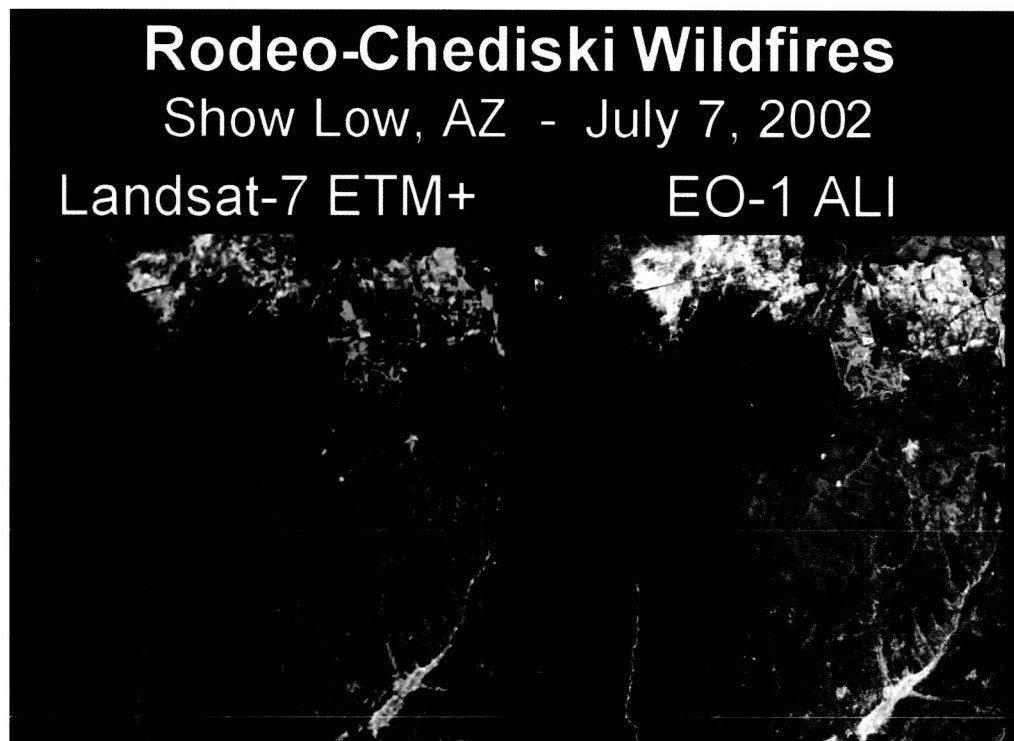 Rodeo-Chediski Wildfires
Show Low, AZ - July 7, 2002
Landsat-7 ETM+ EO-1 ALI